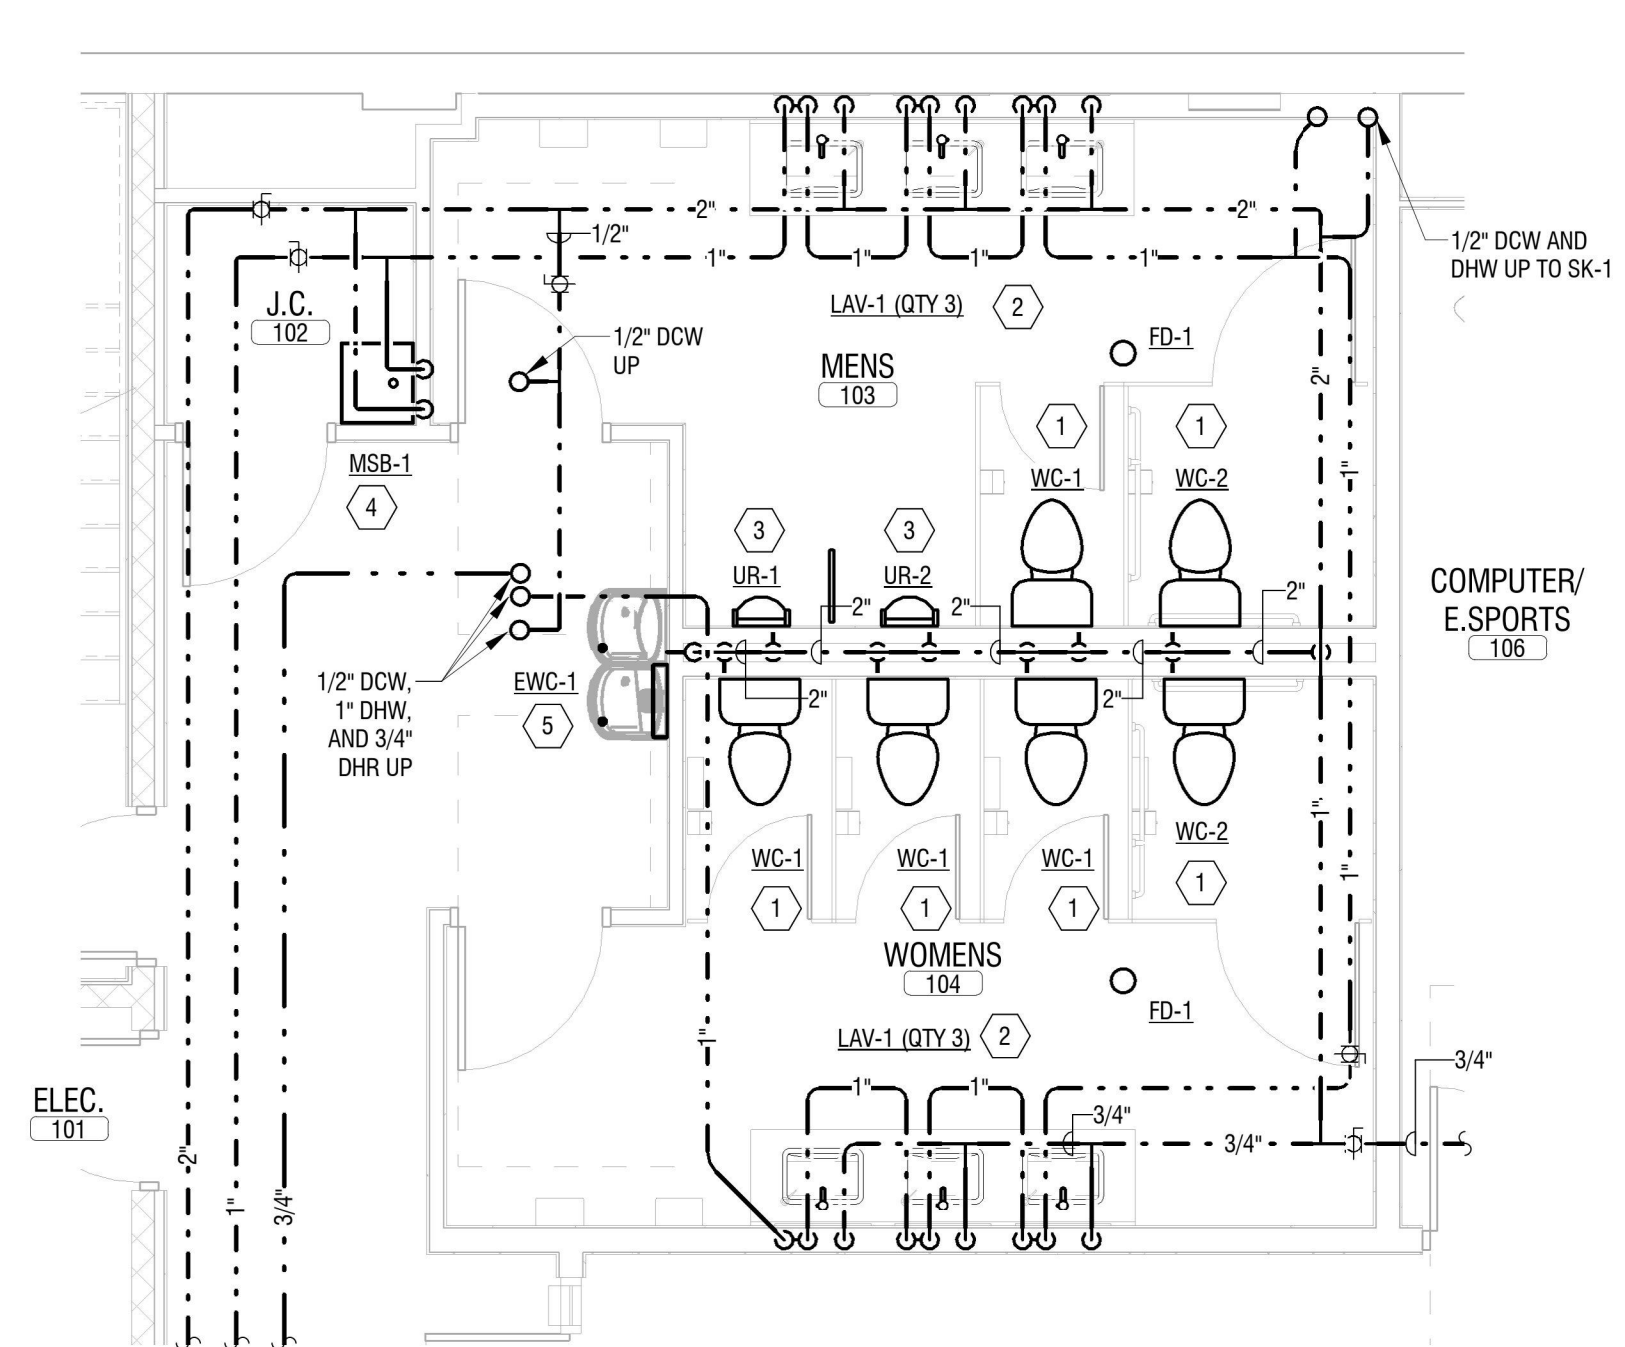 2"
2"
1/2"
1"
1"
1"
1"
1/2" DCW AND
DHW UP TO SK-1
J.C.
102
LAV-1 (QTY 3)
2
1/2" DCW
UP
FD-1
MENS
103
2"
1
1
1"
MSB-1
WC-1
WC-2
4
3
3
UR-1
UR-2
COMPUTER/
E.SPORTS
106
2"
2"
2"
1/2" DCW,
1" DHW,
AND 3/4"
DHR UP
EWC-1
5
2"
2"
1"
WC-2
WC-1
WC-1
WC-1
1"
1
1
1
1
WOMENS
104
FD-1
1"
LAV-1 (QTY 3)
2
3/4"
ELEC.
101
1"
1"
3/4"
3/4"
2"
1"
3/4"